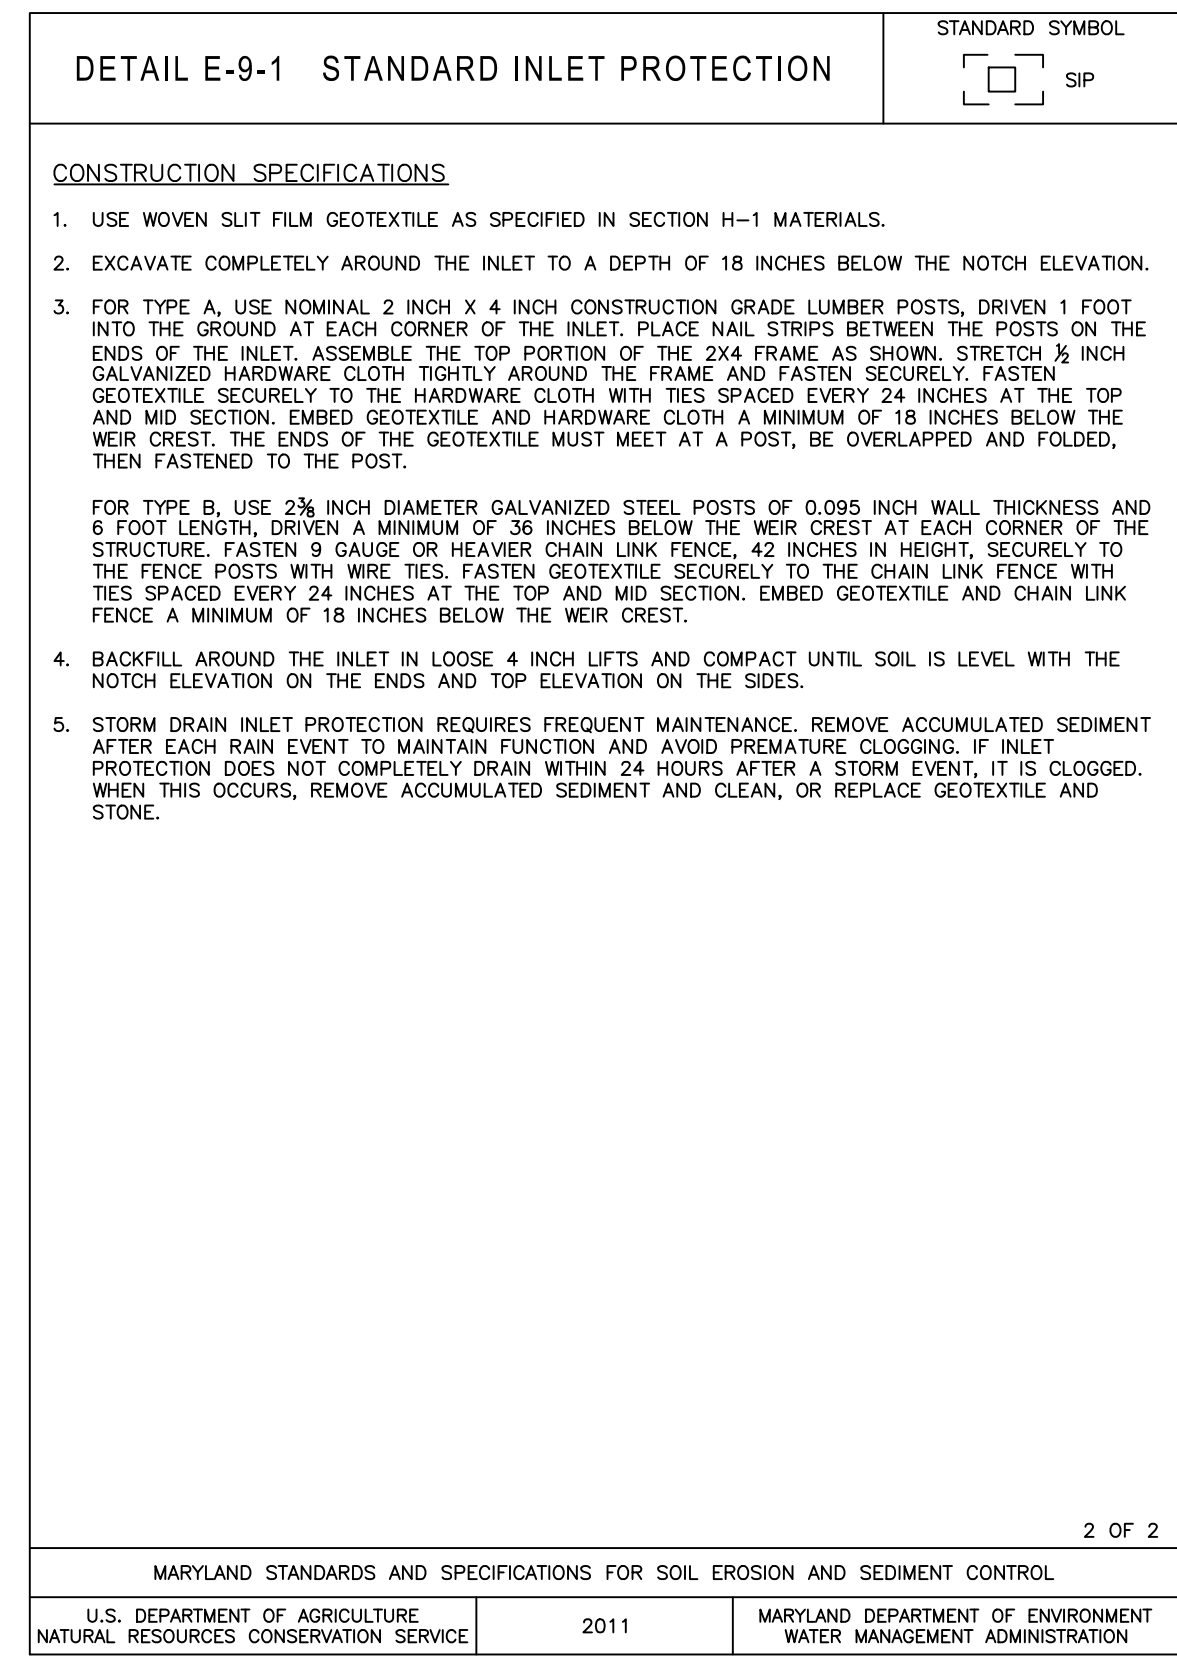 STANDARD SYMBOL
DETAIL E-9-1 STANDARD INLET PROTECTION
SIP
CONSTRUCTION SPECIFICATIONS
1. USE WOVEN SLIT FILM GEOTEXTILE AS SPECIFIED IN SECTION H-1 MATERIALS.
2. EXCAVATE COMPLETELY AROUND THE INLET TO A DEPTH OF 18 INCHES BELOW THE NOTCH ELEVATION.
3. FOR TYPE A, USE NOMINAL 2 INCH X 4 INCH CONSTRUCTION GRADE LUMBER POSTS, DRIVEN 1 FOOT
INTO THE GROUND AT EACH CORNER OF THE INLET. PLACE NAIL STRIPS BETWEEN THE POSTS ON THE
ENDS OF THE INLET. ASSEMBLE THE TOP PORTION OF THE 2X4 FRAME AS SHOWN. STRETCH ½ INCH
GALVANIZED HARDWARE CLOTH TIGHTLY AROUND THE FRAME AND FASTEN SECURELY. FASTEN
GEOTEXTILE SECURELY TO THE HARDWARE CLOTH WITH TIES SPACED EVERY 24 INCHES AT THE TOP
AND MID SECTION. EMBED GEOTEXTILE AND HARDWARE CLOTH A MINIMUM OF 18 INCHES BELOW THE
WEIR CREST. THE ENDS OF THE GEOTEXTILE MUST MEET AT A POST, BE OVERLAPPED AND FOLDED,
THEN FASTENED TO THE POST.
FOR TYPE B, USE 2⅜ INCH DIAMETER GALVANIZED STEEL POSTS OF 0.095 INCH WALL THICKNESS AND
6 FOOT LENGTH, DRIVEN A MINIMUM OF 36 INCHES BELOW THE WEIR CREST AT EACH CORNER OF THE
STRUCTURE. FASTEN 9 GAUGE OR HEAVIER CHAIN LINK FENCE, 42 INCHES IN HEIGHT, SECURELY TO
THE FENCE POSTS WITH WIRE TIES. FASTEN GEOTEXTILE SECURELY TO THE CHAIN LINK FENCE WITH
TIES SPACED EVERY 24 INCHES AT THE TOP AND MID SECTION. EMBED GEOTEXTILE AND CHAIN LINK
FENCE A MINIMUM OF 18 INCHES BELOW THE WEIR CREST.
4. BACKFILL AROUND THE INLET IN LOOSE 4 INCH LIFTS AND COMPACT UNTIL SOIL IS LEVEL WITH THE
NOTCH ELEVATION ON THE ENDS AND TOP ELEVATION ON THE SIDES.
5. STORM DRAIN INLET PROTECTION REQUIRES FREQUENT MAINTENANCE. REMOVE ACCUMULATED SEDIMENT
AFTER EACH RAIN EVENT TO MAINTAIN FUNCTION AND AVOID PREMATURE CLOGGING. IF INLET
PROTECTION DOES NOT COMPLETELY DRAIN WITHIN 24 HOURS AFTER A STORM EVENT, IT IS CLOGGED.
WHEN THIS OCCURS, REMOVE ACCUMULATED SEDIMENT AND CLEAN, OR REPLACE GEOTEXTILE AND
STONE.
2 OF 2
MARYLAND STANDARDS AND SPECIFICATIONS FOR SOIL EROSION AND SEDIMENT CONTROL
U.S. DEPARTMENT OF AGRICULTURE
NATURAL RESOURCES CONSERVATION SERVICE
2011
MARYLAND DEPARTMENT OF ENVIRONMENT
WATER MANAGEMENT ADMINISTRATION